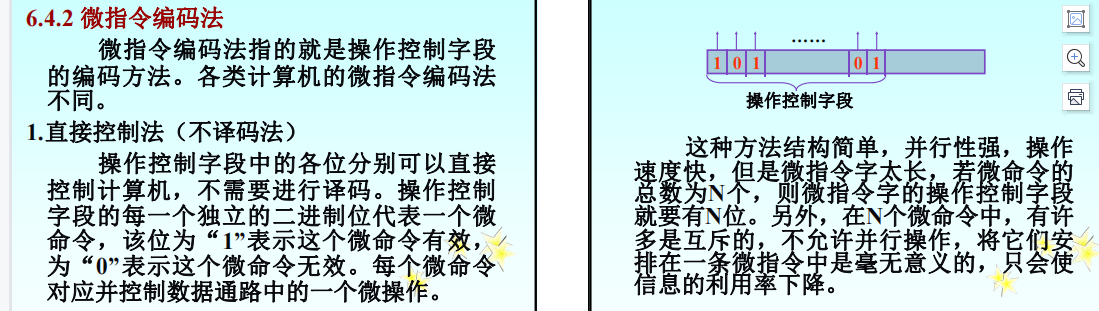 6.4.2 微指令编码法
微指令编码法指的就是操作控制字段
的编码方法。各类计算机的微指令编码法
不同。
1.直接控制法（不译码法）
操作控制字段中的各位分别可以直接
控制计算机，不需要进行译码。操作控制
字段的每一个独立的二进制位代表一个微
命令，该位为“1”表示这个微命令有效，
为“0”表示这个微命令无效。每个微命令
对应并控制数据通路中的一个微操作。
……
1 0 1 0 1
操作控制字段
这种方法结构简单，并行性强，操作
速度快，但是微指令字太长，若微命令的
总数为N个，则微指令字的操作控制字段
就要有N位。另外，在N个微命令中，有许
多是互斥的，不允许并行操作，将它们安
排在一条微指令中是毫无意义的，只会使
信息的利用率下降。